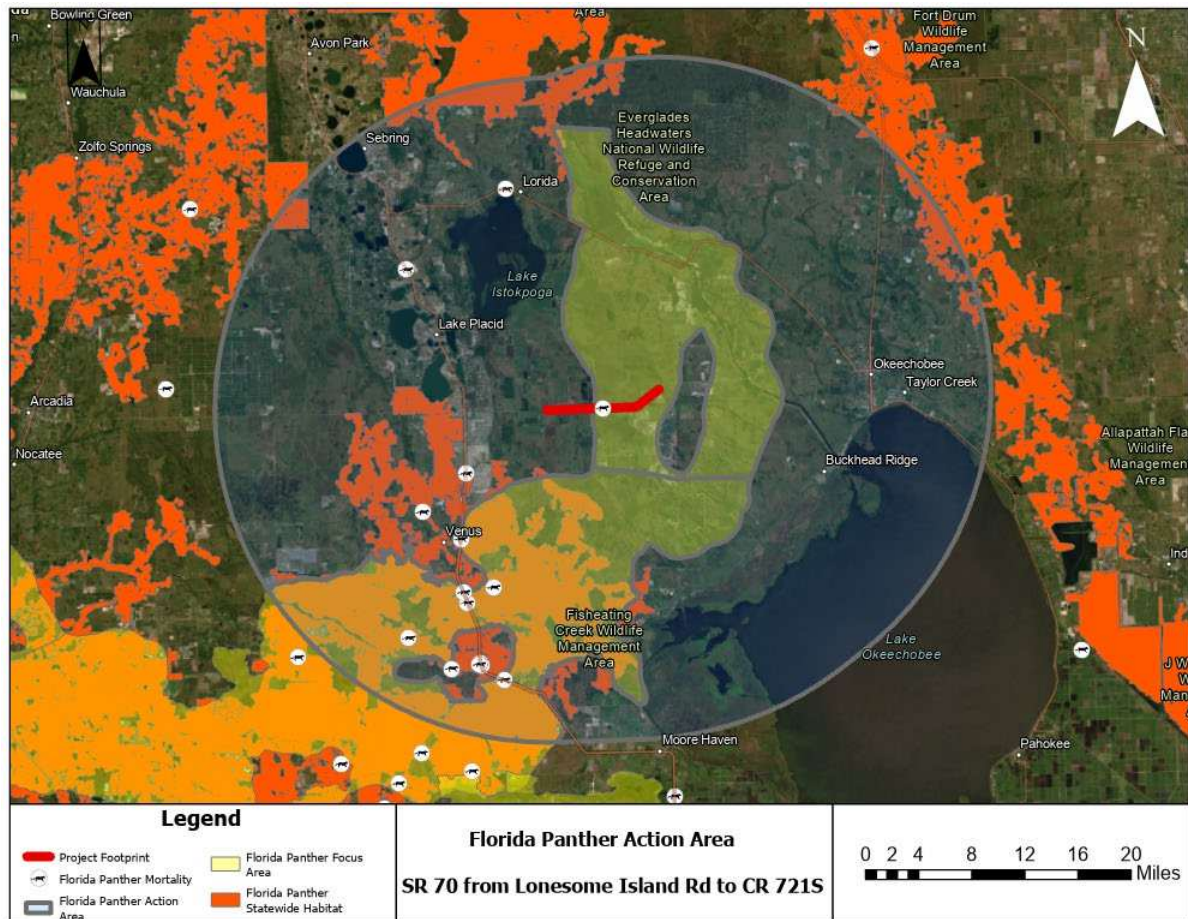 Bowling Green
Area
Fort Drum
Wildlife
Management
Area
N
Avon Park
Wauchula
Everglades
Headwaters
National Wildlife
Refuge and
Conservation
Area
Zolfo Springs
Sebring
Lorida
Lake
Istokpoga
Lake Placid
Okeechobee
Taylor Creek
Arcadia
Nocatee
Allapattah Fla
Wildlife
Management
Area
Buckhead Ridge
Venus
Ind
Fisheating
Creek Wildlife
Management
Area
Lake
Okeechobee
J W
W
Man
Moore Haven
Pahokee
Legend
Project Footprint
Florida Panther Mortality
Florida Panther Action
Area
Florida Panther Focus
Area
Florida Panther
Statewide Habitat
Florida Panther Action Area
SR 70 from Lonesome Island Rd to CR 721S
0 2 4 8 12 16 20
Miles